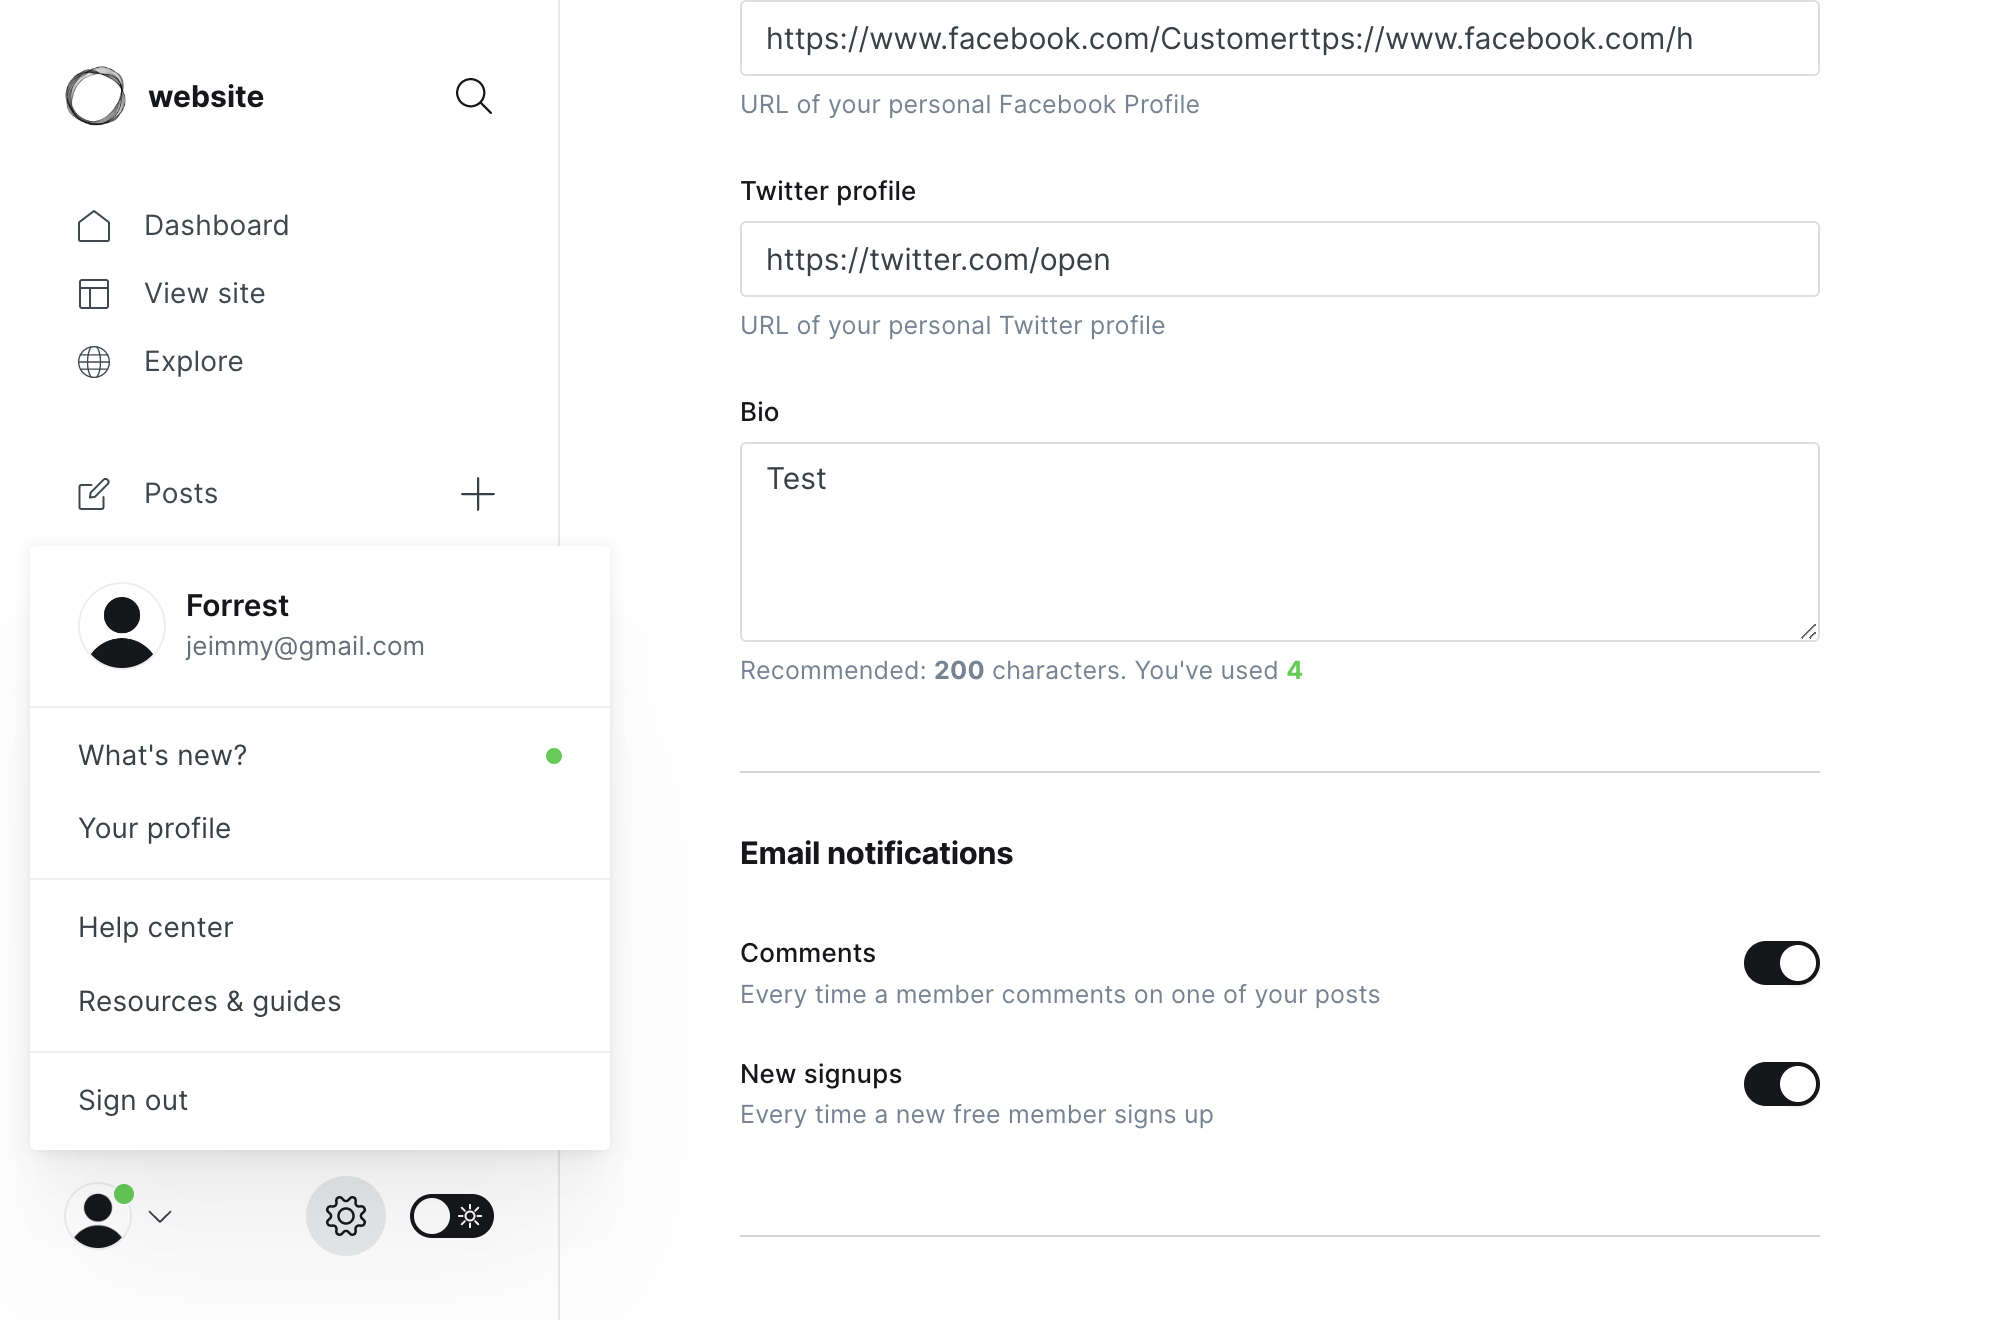 website
Dashboard
View site
Explore
Posts
Forrest
jeimmy@gmail.com
What's new?
Your profile
Help center
Resources & guides
Sign out
https://www.facebook.com/Customerttps://www.facebook.com/h
URL of your personal Facebook Profile
Twitter profile
https://twitter.com/open
URL of your personal Twitter profile
Bio
Test
Recommended: 200 characters. You've used 4
Email notifications
Comments
Every time a member comments on one of your posts
New signups
Every time a new free member signs up